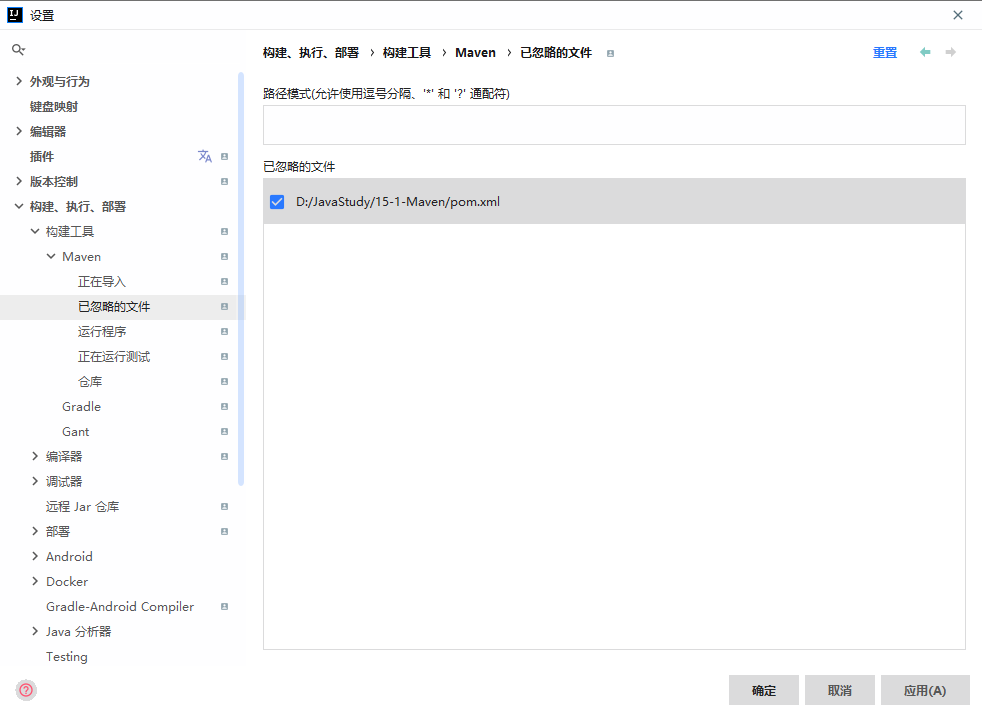 设置
外观与行为
键盘映射
编辑器
插件
版本控制
构建、执行、部署
构建工具
Maven
正在导入
已忽略的文件
运行程序
正在运行测试
仓库
Gradle
Gant
编译器
调试器
远程 Jar 仓库
部署
Android
Docker
Gradle-Android Compiler
Java 分析器
Testing
构建、执行、部署 › 构建工具 › Maven › 已忽略的文件
重置
路径模式(允许使用逗号分隔、'*' 和 '?' 通配符)
已忽略的文件
D:/JavaStudy/15-1-Maven/pom.xml
确定
取消
应用(A)